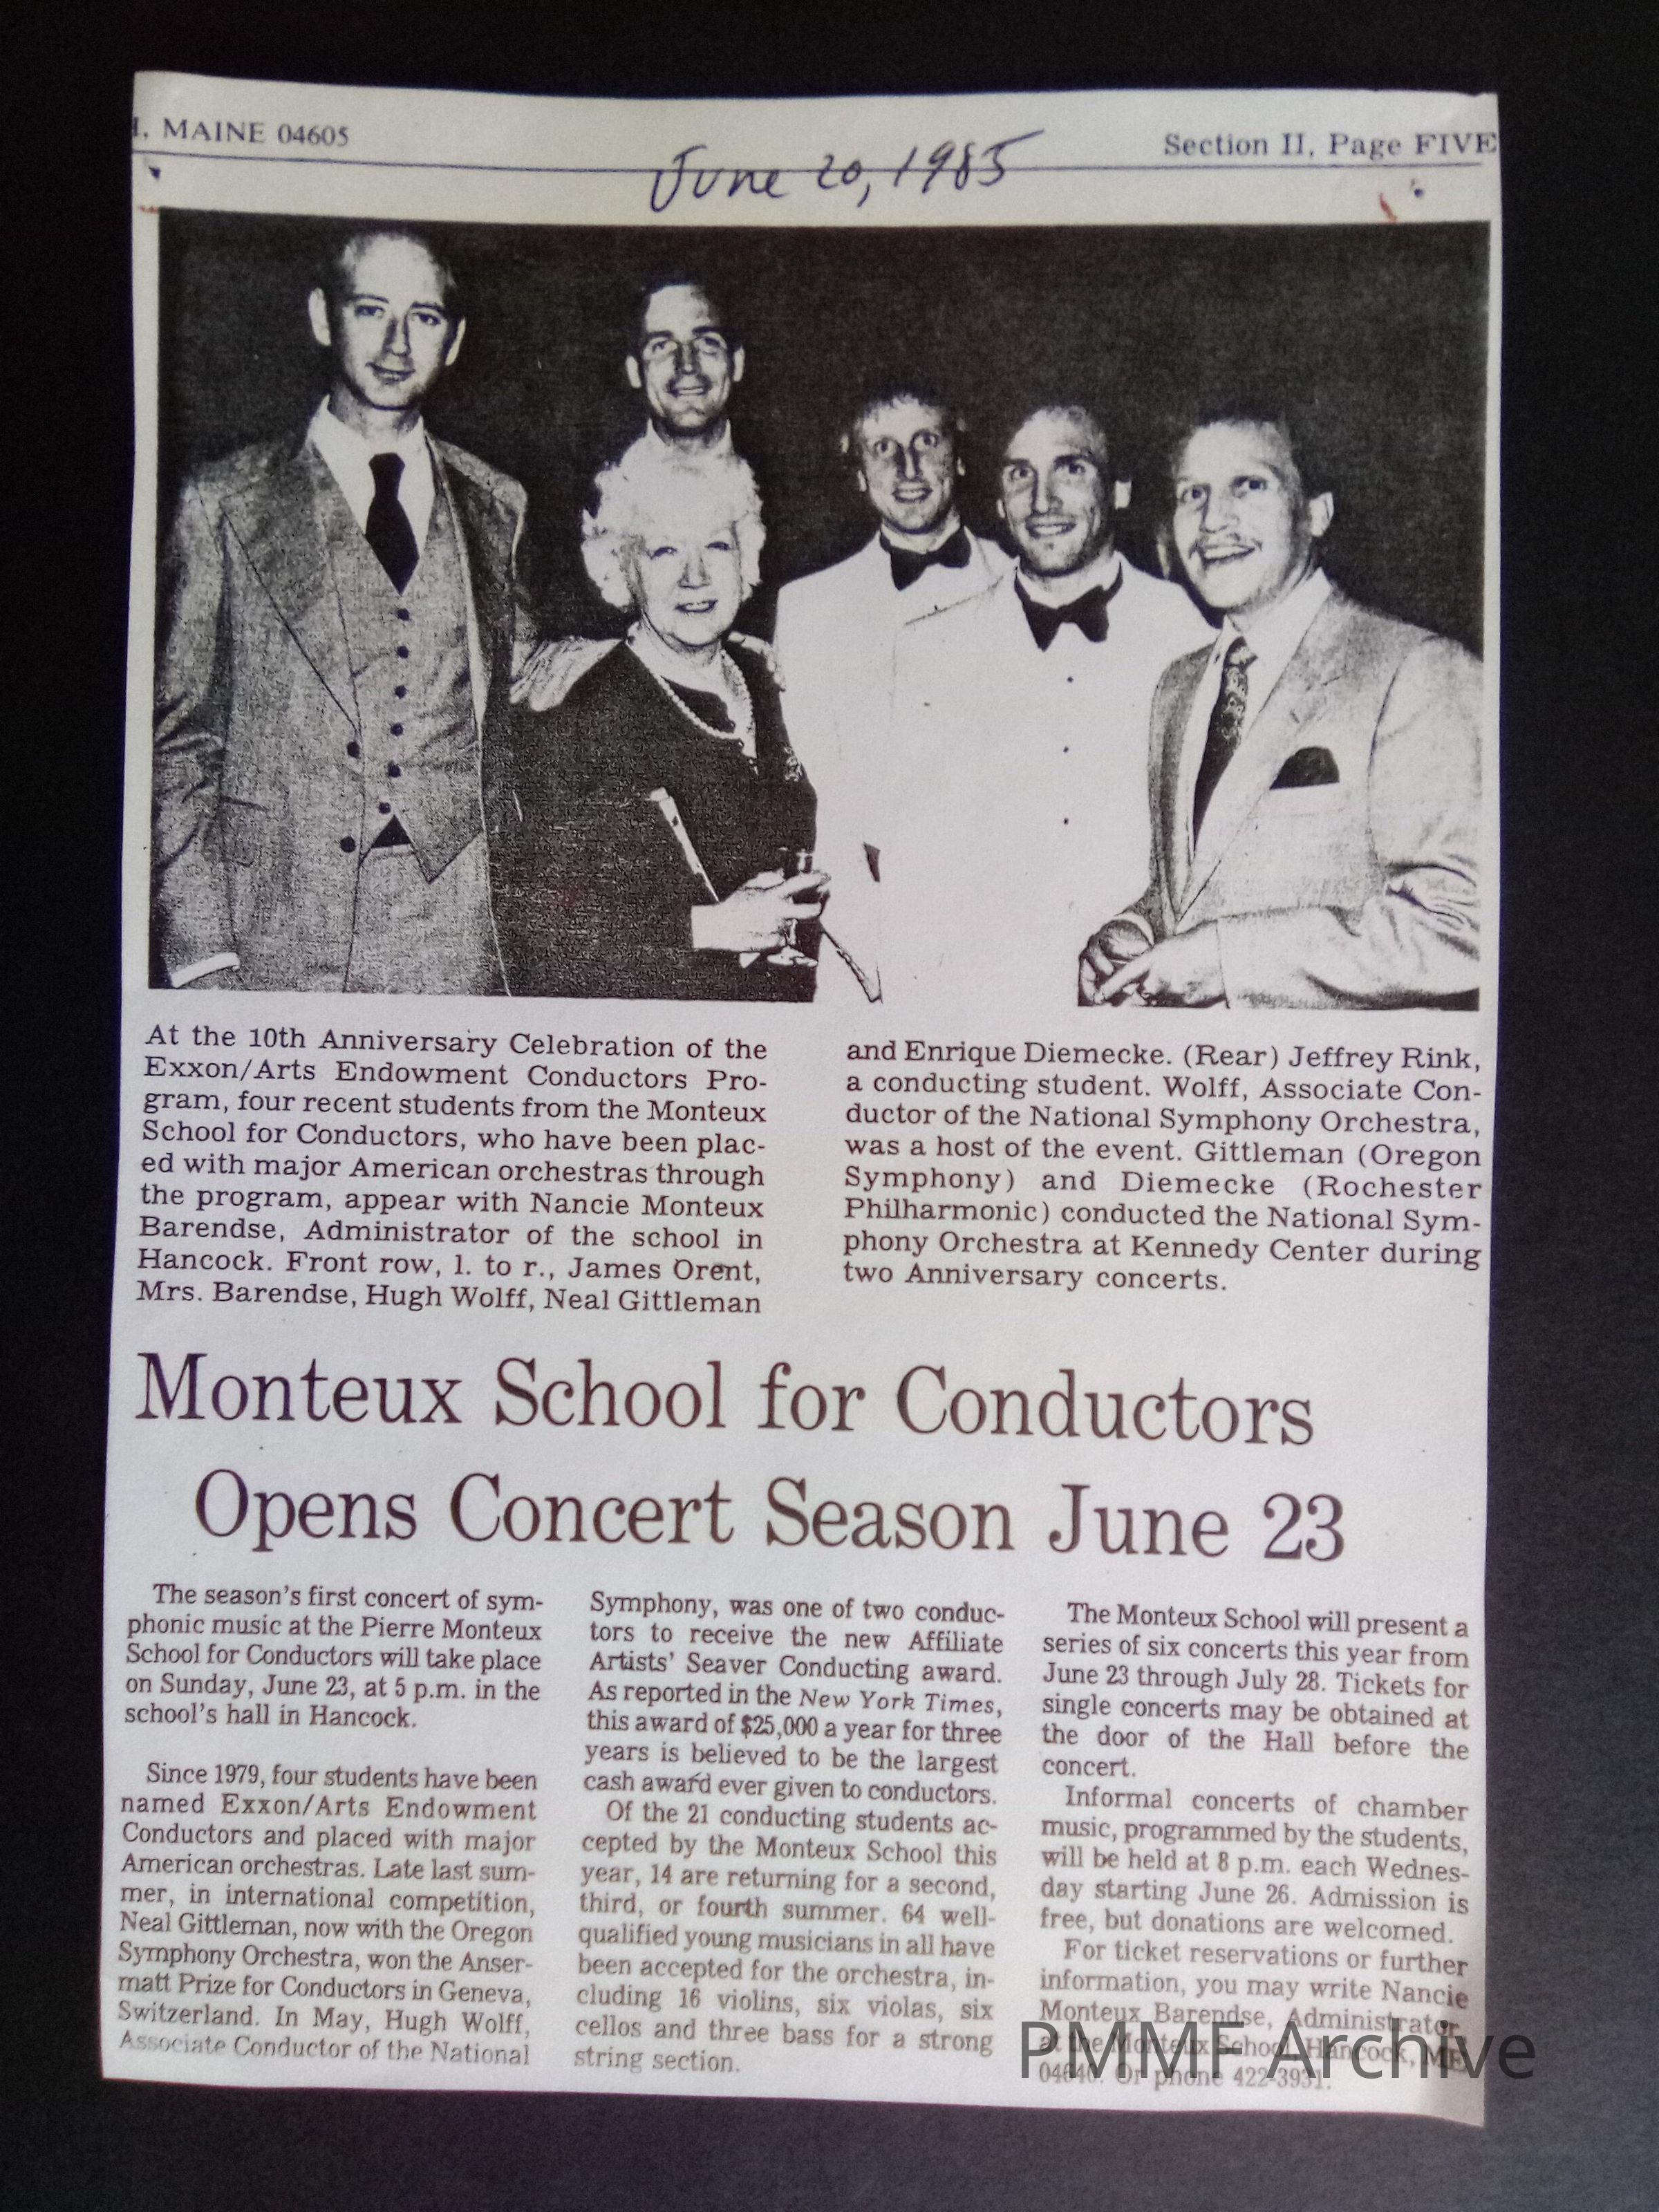 H, MAINE 04605
Section II, Page FIVE
June 20, 1985
At the 10th Anniversary Celebration of the
Exxon/Arts Endowment Conductors Pro-
gram, four recent students from the Monteux
School for Conductors, who have been plac-
ed with major American orchestras through
the program, appear with Nancie Monteux
Barendse, Administrator of the school in
Hancock. Front row, l. to r., James Orent,
Mrs. Barendse, Hugh Wolff, Neal Gittleman
and Enrique Diemecke. (Rear) Jeffrey Rink,
a conducting student. Wolff, Associate Con-
ductor of the National Symphony Orchestra,
was a host of the event. Gittleman (Oregon
Symphony) and Diemecke (Rochester
Philharmonic) conducted the National Sym-
phony Orchestra at Kennedy Center during
two Anniversary concerts.
Monteux School for Conductors
Opens Concert Season June 23
The season's first concert of sym-
phonic music at the Pierre Monteux
School for Conductors will take place
on Sunday, June 23, at 5 p.m. in the
school's hall in Hancock.
Since 1979, four students have been
named Exxon/Arts Endowment
Conductors and placed with major
American orchestras. Late last sum-
mer, in international competition,
Neal Gittleman, now with the Oregon
Symphony Orchestra, won the Anser-
matt Prize for Conductors in Geneva,
Switzerland. In May, Hugh Wolff,
Associate Conductor of the National
Symphony, was one of two conduc-
tors to receive the new Affiliate
Artists' Seaver Conducting award.
As reported in the New York Times,
this award of $25,000 a year for three
years is believed to be the largest
cash award ever given to conductors.
Of the 21 conducting students ac-
cepted by the Monteux School this
year, 14 are returning for a second,
third, or fourth summer. 64 well-
qualified young musicians in all have
been accepted for the orchestra, in-
cluding 16 violins, six violas, six
cellos and three bass for a strong
string section.
The Monteux School will present a
series of six concerts this year from
June 23 through July 28. Tickets for
single concerts may be obtained at
the door of the Hall before the
concert.
Informal concerts of chamber
music, programmed by the students,
will be held at 8 p.m. each Wednes-
day starting June 26. Admission is
free, but donations are welcomed.
For ticket reservations or further
information, you may write Nancie
Monteux Barendse, Administrator
at the Monteux School, Hancock, ME
04640. Or phone 422-3931.
PMMF Archive